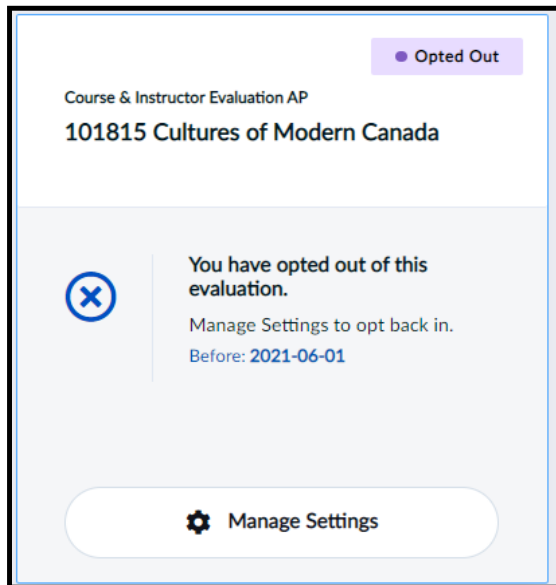 Opted Out
Course & Instructor Evaluation AP
101815 Cultures of Modern Canada
You have opted out of this
evaluation.
Manage Settings to opt back in.
Before: 2021-06-01
Manage Settings